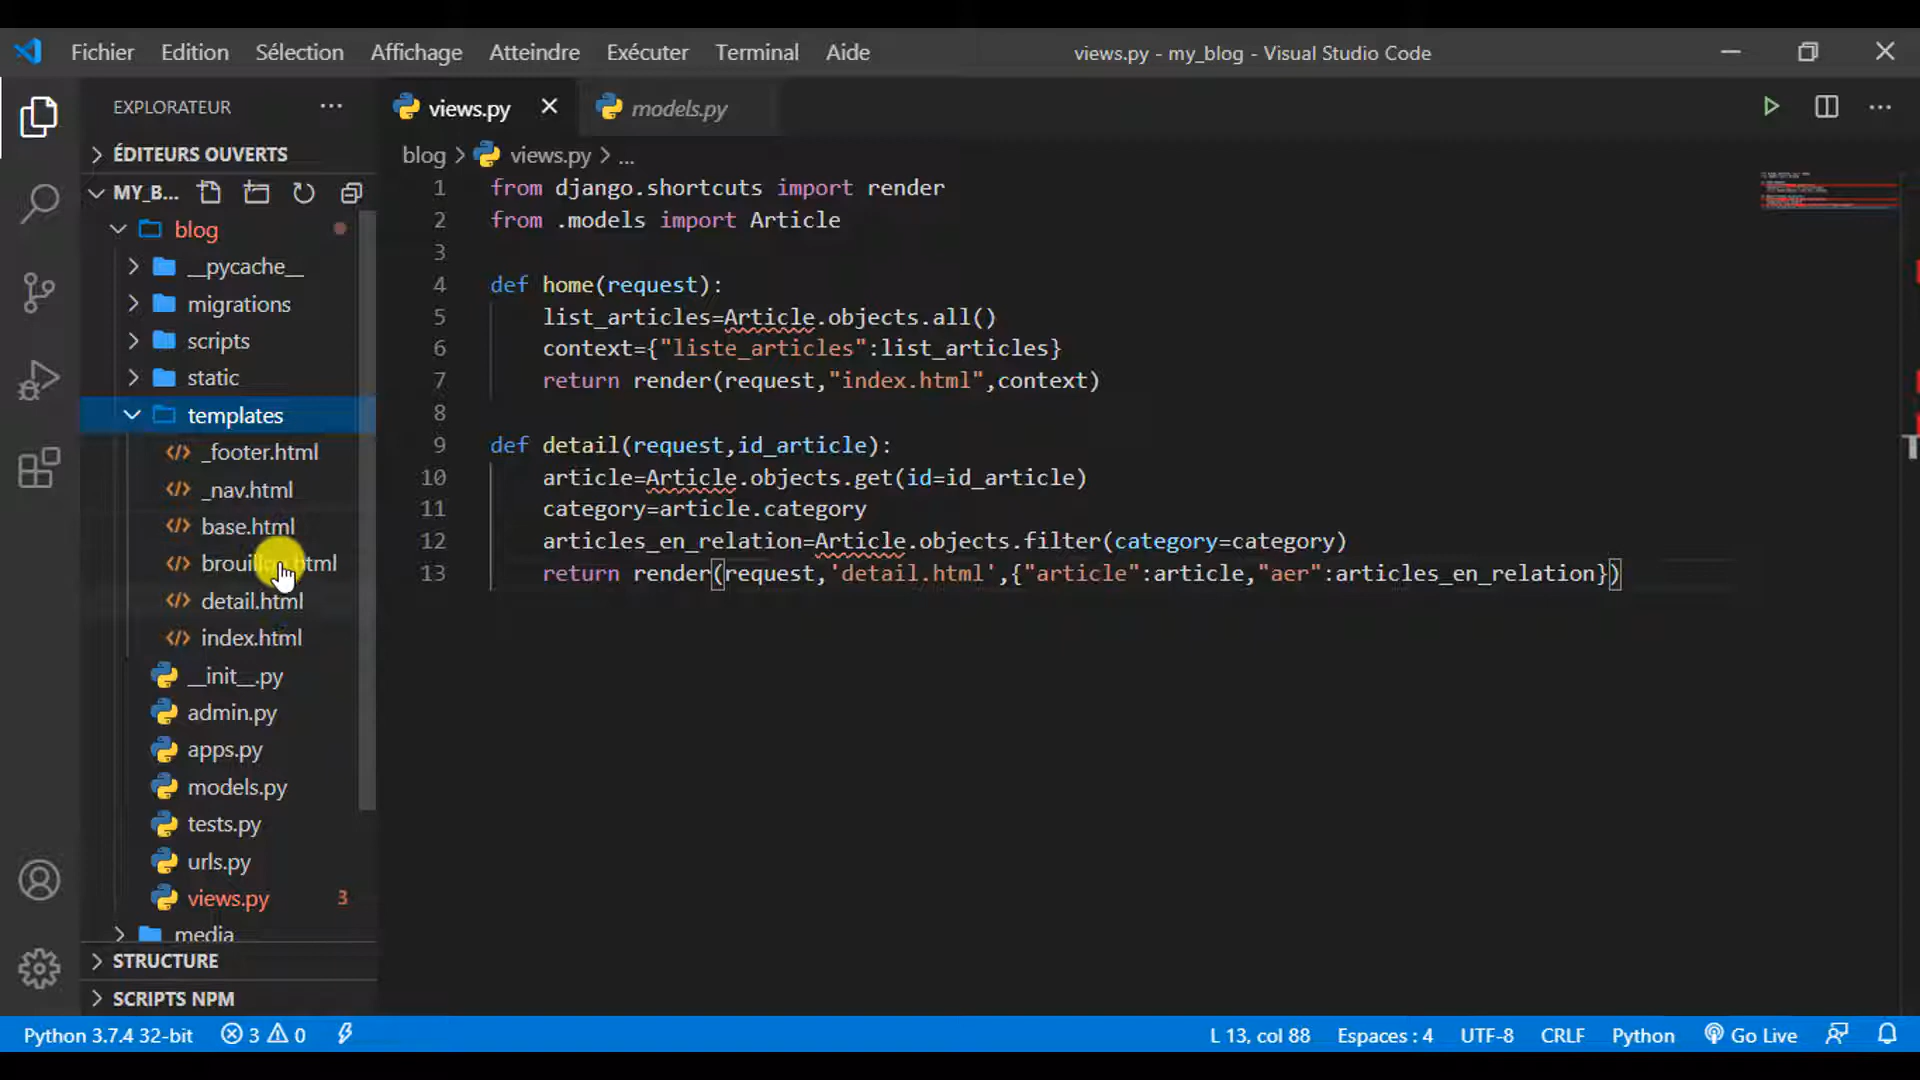 Fichier Edition Sélection Affichage Atteindre Exécuter Terminal Aide views.py - my_blog - Visual Studio Code
EXPLORATEUR
ÉDITEURS OUVERTS
MY_B...
blog
__pycache__
migrations
scripts
static
templates
_footer.html
_nav.html
base.html
detail.html
index.html
__init__.py
admin.py
apps.py
models.py
tests.py
urls.py
views.py 3
media
STRUCTURE
SCRIPTS NPM
views.py models.py
blog > views.py > ...
1 from django.shortcuts import render
2 from .models import Article
3
4 def home(request):
5 list_articles=Article.objects.all()
6 context={"liste_articles":list_articles}
7 return render(request,"index.html",context)
8
9 def detail(request,id_article):
10 article=Article.objects.get(id=id_article)
11 category=article.category
12 articles_en_relation=Article.objects.filter(category=category)
13 return render(request,'detail.html',{"article":article,"aer":articles_en_relation})
Python 3.7.4 32-bit 3 0 L 13, col 88 Espaces : 4 UTF-8 CRLF Python Go Live